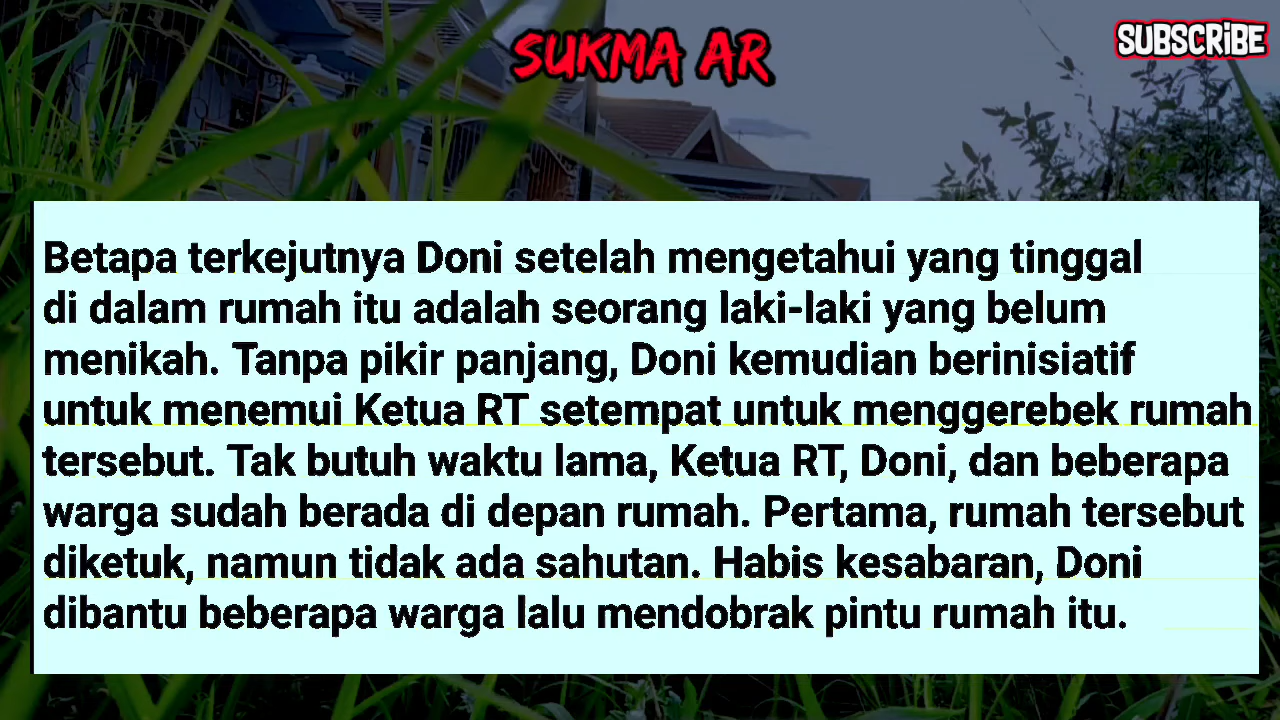 SUKMA AR
SUBSCRIBE
Betapa terkejutnya Doni setelah mengetahui yang tinggal
di dalam rumah itu adalah seorang laki-laki yang belum
menikah. Tanpa pikir panjang, Doni kemudian berinisiatif
untuk menemui Ketua RT setempat untuk menggerebek rumah
tersebut. Tak butuh waktu lama, Ketua RT, Doni, dan beberapa
warga sudah berada di depan rumah. Pertama, rumah tersebut
diketuk, namun tidak ada sahutan. Habis kesabaran, Doni
dibantu beberapa warga lalu mendobrak pintu rumah itu.